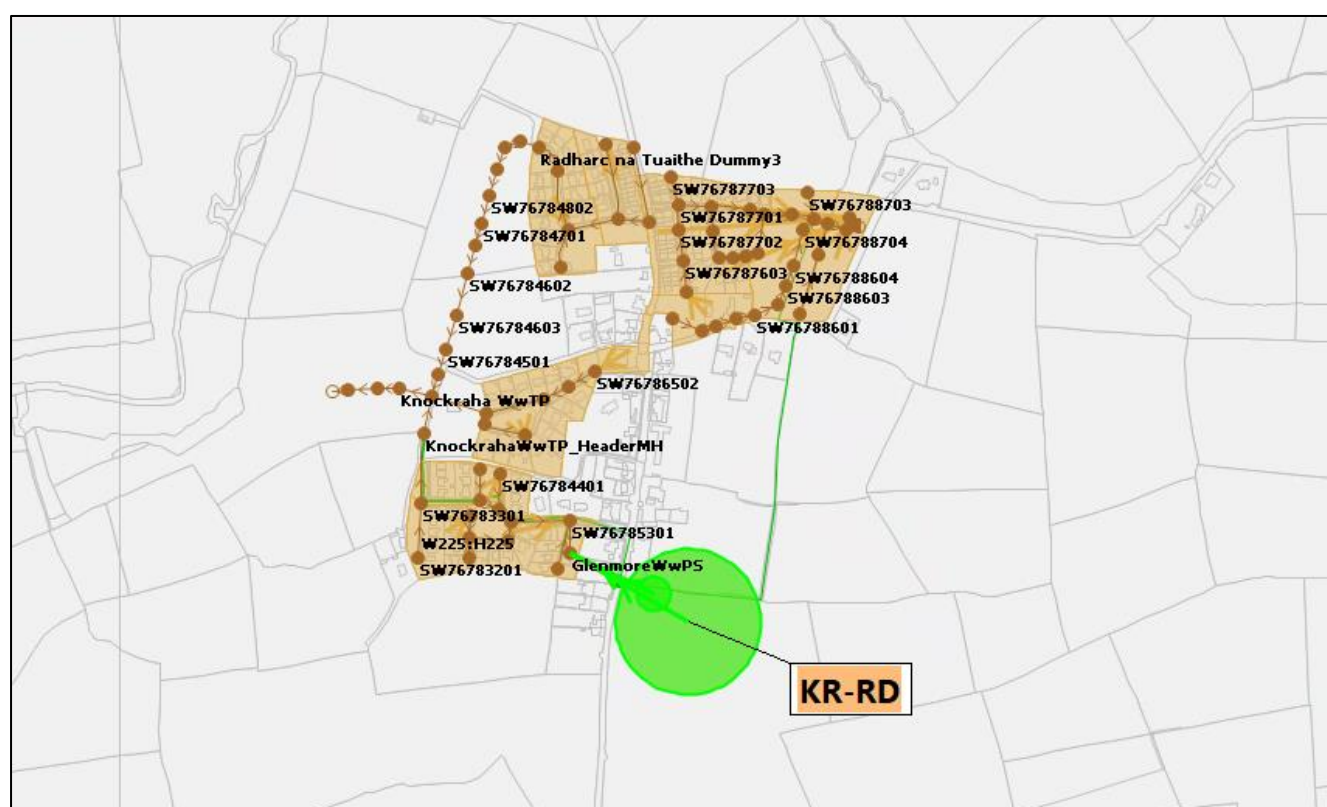 Radharc na Tuaithe Dummy3
SW76787703
SW76784802
SW76788703
SW76787701
SW76784701
SW76787702
SW76788704
SW76787603
SW76788604
SW76784602
SW76788603
SW76784603
SW76788601
SW76784501
SW76786502
Knockraha WwTP
KnockrahaWwTP_HeaderMH
SW76784401
SW76783301
SW76785301
W225:H225
GlenmoreWwPS
SW76783201
KR-RD